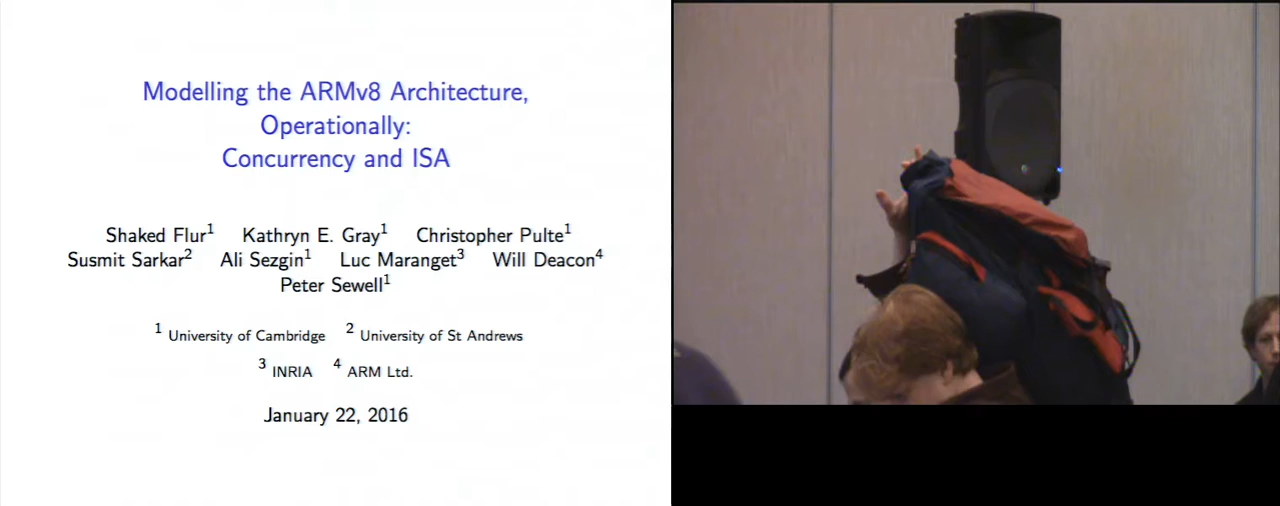 Modelling the ARMv8 Architecture,
Operationally:
Concurrency and ISA
Shaked Flur1 Kathryn E. Gray1 Christopher Pulte1
Susmit Sarkar2 Ali Sezgin1 Luc Maranget3 Will Deacon4
Peter Sewell1
1 University of Cambridge 2 University of St Andrews
3 INRIA 4 ARM Ltd.
January 22, 2016